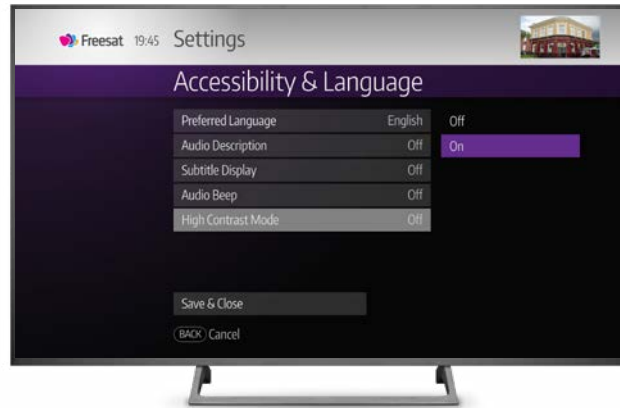 Freesat 19:45 Settings
Accessibility & Language
Preferred Language English Off
Audio Description Off On
Subtitle Display Off
Audio Beep Off
High Contrast Mode Off
Save & Close
BACK Cancel